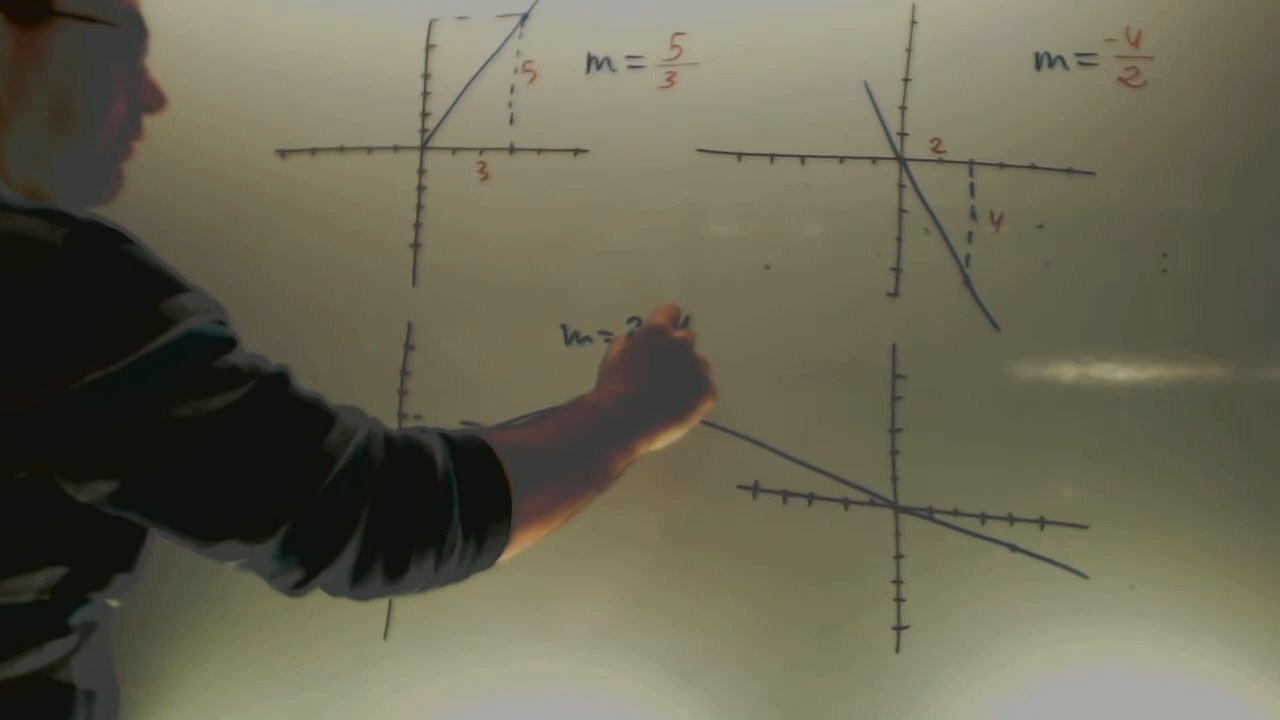 m = 5/3
5
3
m = -4/2
2
4
m =